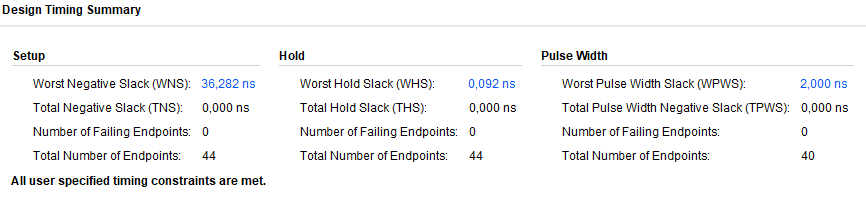 Design Timing Summary
Setup
Worst Negative Slack (WNS): 36,282 ns
Total Negative Slack (TNS): 0,000 ns
Number of Failing Endpoints: 0
Total Number of Endpoints: 44
Hold
Worst Hold Slack (WHS): 0,092 ns
Total Hold Slack (THS): 0,000 ns
Number of Failing Endpoints: 0
Total Number of Endpoints: 44
Pulse Width
Worst Pulse Width Slack (WPWS): 2,000 ns
Total Pulse Width Negative Slack (TPWS): 0,000 ns
Number of Failing Endpoints: 0
Total Number of Endpoints: 40
All user specified timing constraints are met.